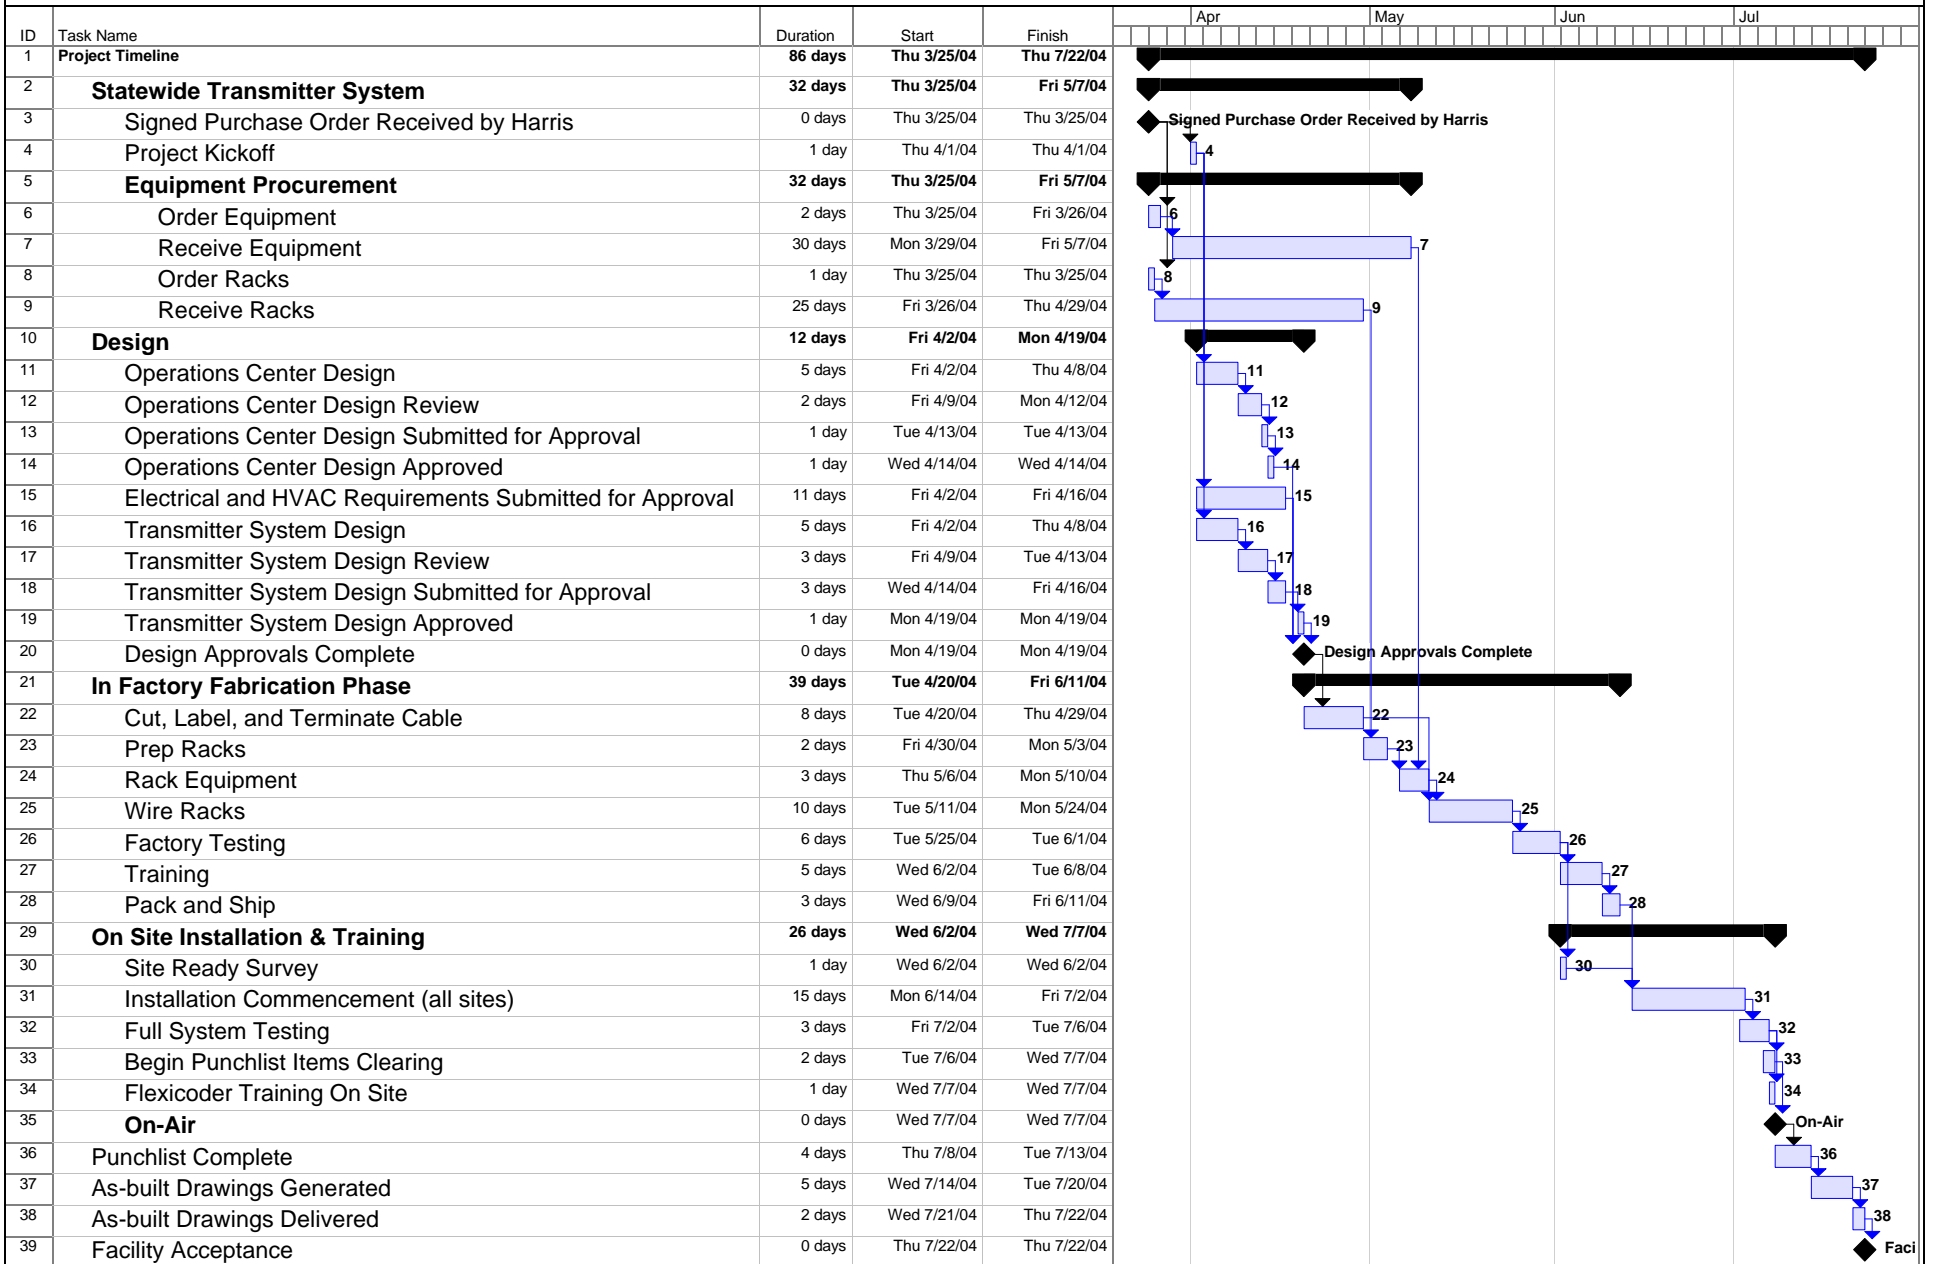 Apr May Jun Jul
ID Task Name Duration Start Finish
1 Project Timeline 86 days Thu 3/25/04 Thu 7/22/04
2 Statewide Transmitter System 32 days Thu 3/25/04 Fri 5/7/04
3 Signed Purchase Order Received by Harris 0 days Thu 3/25/04 Thu 3/25/04 Signed Purchase Order Received by Harris
4 Project Kickoff 1 day Thu 4/1/04 Thu 4/1/04 4
5 Equipment Procurement 32 days Thu 3/25/04 Fri 5/7/04
6 Order Equipment 2 days Thu 3/25/04 Fri 3/26/04 6
7 Receive Equipment 30 days Mon 3/29/04 Fri 5/7/04 7
8 Order Racks 1 day Thu 3/25/04 Thu 3/25/04 8
9 Receive Racks 25 days Fri 3/26/04 Thu 4/29/04 9
10 Design 12 days Fri 4/2/04 Mon 4/19/04
11 Operations Center Design 5 days Fri 4/2/04 Thu 4/8/04 11
12 Operations Center Design Review 2 days Fri 4/9/04 Mon 4/12/04 12
13 Operations Center Design Submitted for Approval 1 day Tue 4/13/04 Tue 4/13/04 13
14 Operations Center Design Approved 1 day Wed 4/14/04 Wed 4/14/04 14
15 Electrical and HVAC Requirements Submitted for Approval 11 days Fri 4/2/04 Fri 4/16/04 15
16 Transmitter System Design 5 days Fri 4/2/04 Thu 4/8/04 16
17 Transmitter System Design Review 3 days Fri 4/9/04 Tue 4/13/04 17
18 Transmitter System Design Submitted for Approval 3 days Wed 4/14/04 Fri 4/16/04 18
19 Transmitter System Design Approved 1 day Mon 4/19/04 Mon 4/19/04 19
20 Design Approvals Complete 0 days Mon 4/19/04 Mon 4/19/04 Design Approvals Complete
21 In Factory Fabrication Phase 39 days Tue 4/20/04 Fri 6/11/04
22 Cut, Label, and Terminate Cable 8 days Tue 4/20/04 Thu 4/29/04 22
23 Prep Racks 2 days Fri 4/30/04 Mon 5/3/04 23
24 Rack Equipment 3 days Thu 5/6/04 Mon 5/10/04 24
25 Wire Racks 10 days Tue 5/11/04 Mon 5/24/04 25
26 Factory Testing 6 days Tue 5/25/04 Tue 6/1/04 26
27 Training 5 days Wed 6/2/04 Tue 6/8/04 27
28 Pack and Ship 3 days Wed 6/9/04 Fri 6/11/04 28
29 On Site Installation & Training 26 days Wed 6/2/04 Wed 7/7/04
30 Site Ready Survey 1 day Wed 6/2/04 Wed 6/2/04 30
31 Installation Commencement (all sites) 15 days Mon 6/14/04 Fri 7/2/04 31
32 Full System Testing 3 days Fri 7/2/04 Tue 7/6/04 32
33 Begin Punchlist Items Clearing 2 days Tue 7/6/04 Wed 7/7/04 33
34 Flexicoder Training On Site 1 day Wed 7/7/04 Wed 7/7/04 34
35 On-Air 0 days Wed 7/7/04 Wed 7/7/04 On-Air
36 Punchlist Complete 4 days Thu 7/8/04 Tue 7/13/04 36
37 As-built Drawings Generated 5 days Wed 7/14/04 Tue 7/20/04 37
38 As-built Drawings Delivered 2 days Wed 7/21/04 Thu 7/22/04 38
39 Facility Acceptance 0 days Thu 7/22/04 Thu 7/22/04 Faci